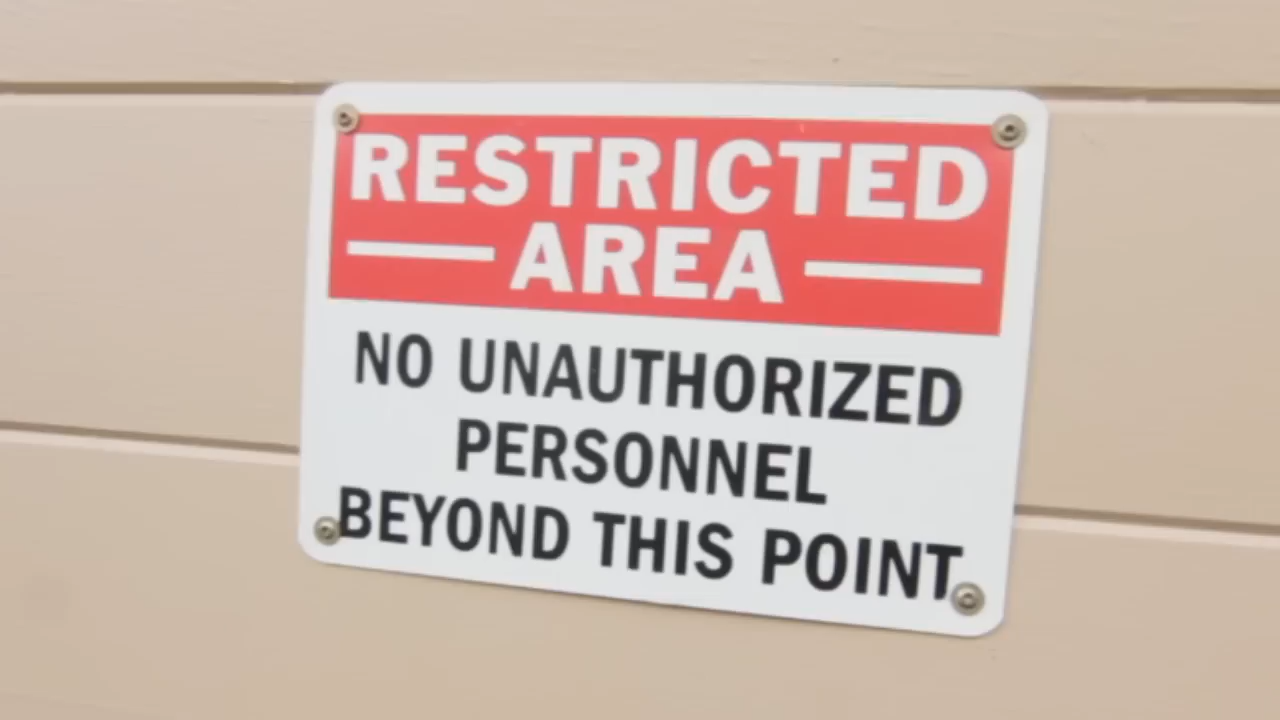 RESTRICTED
AREA
NO UNAUTHORIZED
PERSONNEL
BEYOND THIS POINT